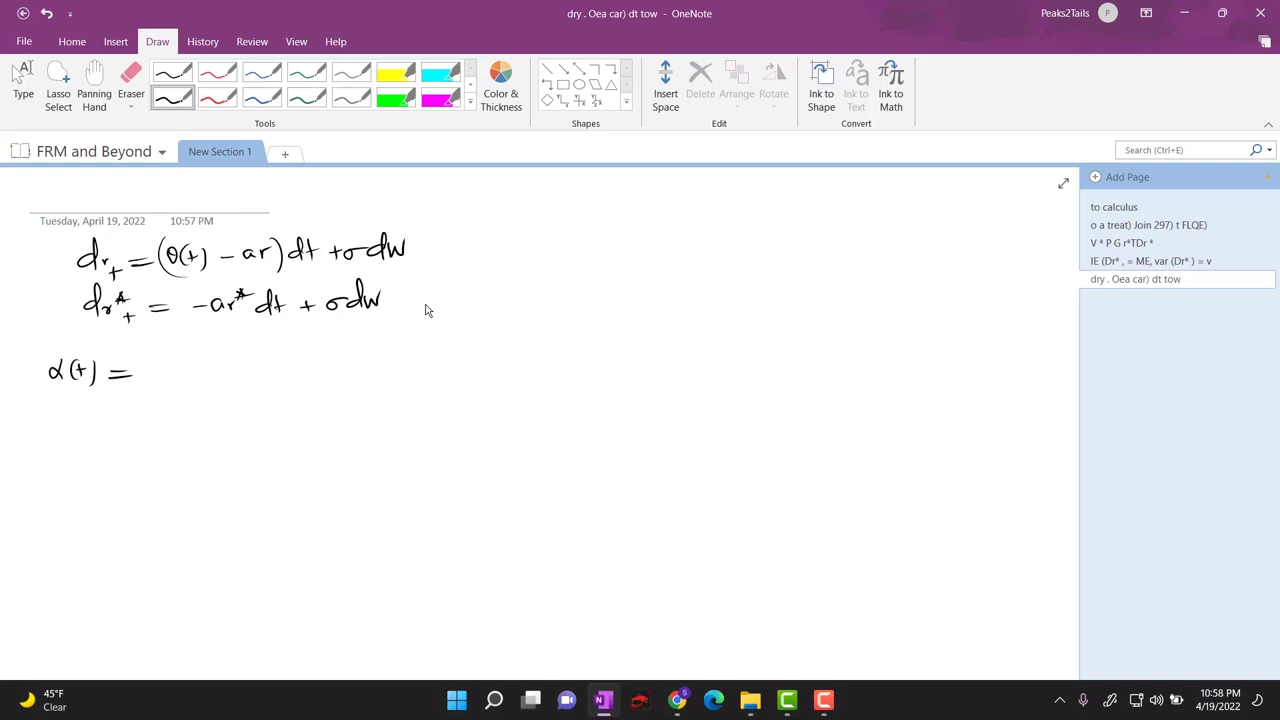 dry . Oea car) dt tow - OneNote
Peaks2Tails
P
File
Home
Insert
Draw
History
Review
View
Help
Type
Lasso Select
Panning Hand
Eraser
Color & Thickness
Insert Space
Delete
Arrange
Rotate
Ink to Shape
Ink to Text
Ink to Math
Tools
Shapes
Edit
Convert
FRM and Beyond
New Section 1
Search (Ctrl+E)
Add Page
to calculus
o a treat) Join 297) t FLQE)
V * P G r*TDr *
IE (Dr* , = ME, var (Dr* ) = v
dry . Oea car) dt tow
Tuesday, April 19, 2022 10:57 PM
dr_t = (θ(t) - ar) dt + σdw
dr*_t = -ar* dt + σdw
α(t) =
45°F
Clear
10:58 PM
4/19/2022